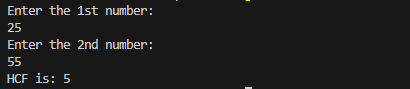 Enter the 1st number:
25
Enter the 2nd number:
55
HCF is: 5